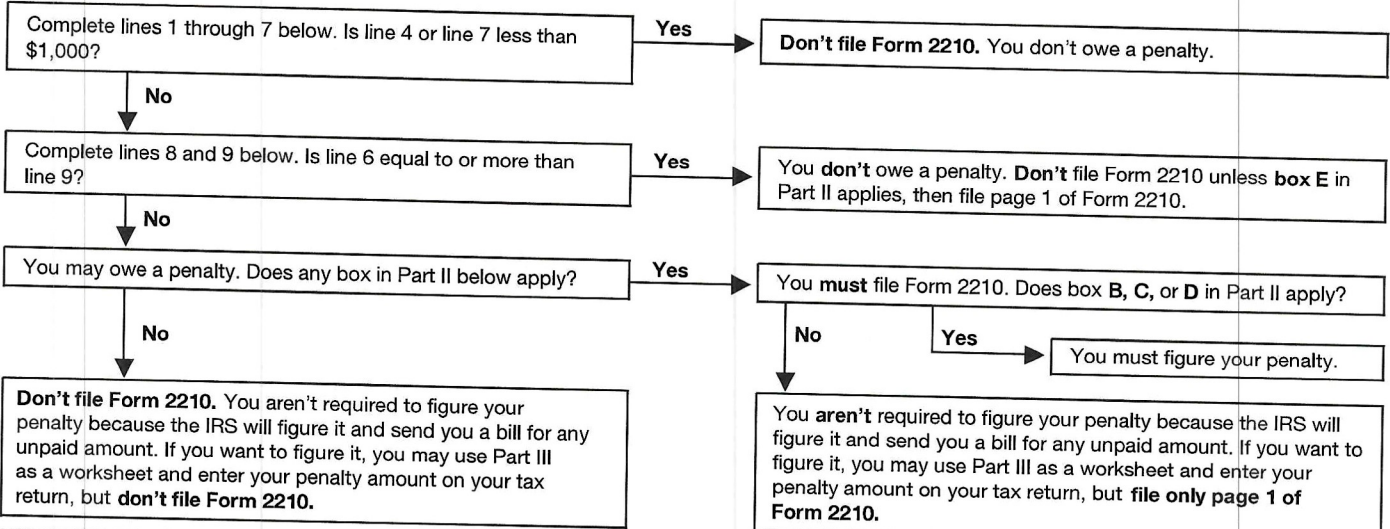 Complete lines 1 through 7 below. Is line 4 or line 7 less than
$1,000?
Yes
Don't file Form 2210. You don't owe a penalty.
No
Complete lines 8 and 9 below. Is line 6 equal to or more than
line 9?
Yes
You don't owe a penalty. Don't file Form 2210 unless box E in
Part II applies, then file page 1 of Form 2210.
No
You may owe a penalty. Does any box in Part II below apply?
Yes
You must file Form 2210. Does box B, C, or D in Part II apply?
No
No
Yes
You must figure your penalty.
Don't file Form 2210. You aren't required to figure your
penalty because the IRS will figure it and send you a bill for any
unpaid amount. If you want to figure it, you may use Part III
as a worksheet and enter your penalty amount on your tax
return, but don't file Form 2210.
You aren't required to figure your penalty because the IRS will
figure it and send you a bill for any unpaid amount. If you want to
figure it, you may use Part III as a worksheet and enter your
penalty amount on your tax return, but file only page 1 of
Form 2210.